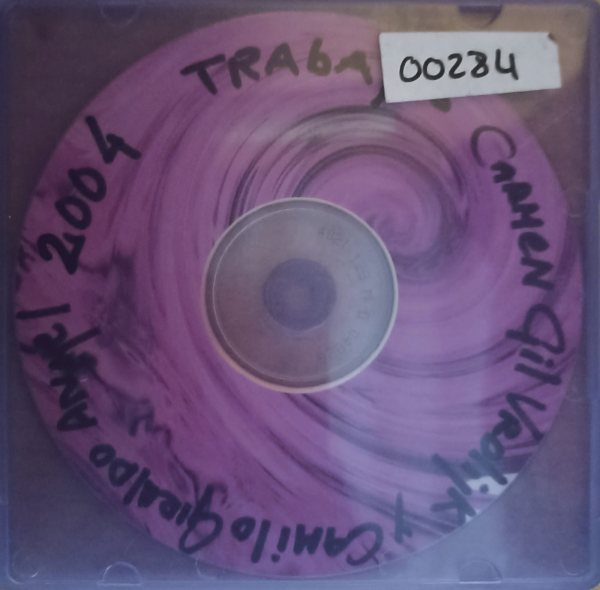 TRABAJO
00284
CARMEN Gil Vrolijk y CAMilo GiRAlDO ANgEl 2004